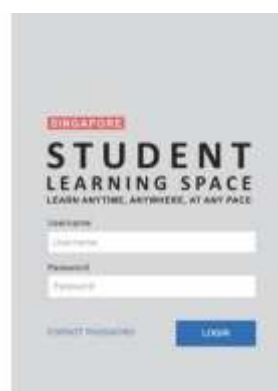 SINGAPORE
STUDENT
LEARNING SPACE
LEARN ANYTIME, ANYWHERE, AT ANY PACE
Username
Username
Password
Password
FORGOT PASSWORD
LOGIN